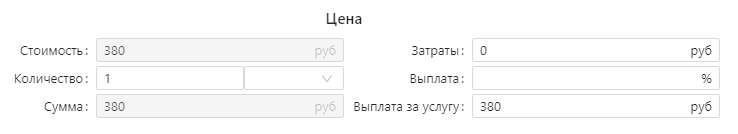 Цена
Стоимость: 380 руб Затраты: 0 руб
Количество: 1 Выплата: %
Сумма: 380 руб Выплата за услугу: 380 руб